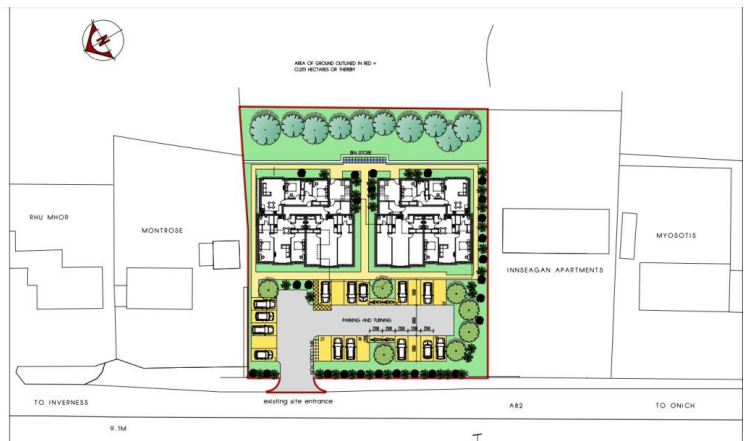 N
AREA OF GROUND OUTLINED IN RED =
0.251 HECTARES OR THEREBY
BIN STORE
RHU MHOR
MONTROSE
INNSEAGAN APARTMENTS
MYOSOTIS
PARKING AND TURNING
TO INVERNESS
existing site entrance
A82
TO ONICH
9.1M